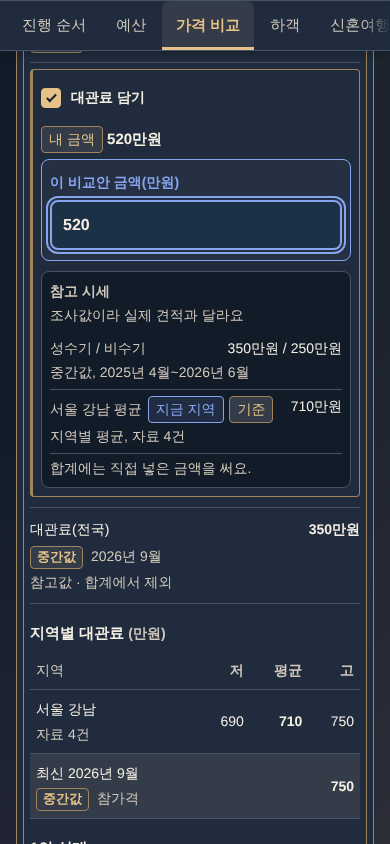 진행 순서 예산 가격 비교 하객 신혼여행
대관료 담기
내 금액 520만원
이 비교안 금액(만원)
520
참고 시세
조사값이라 실제 견적과 달라요
성수기 / 비수기 350만원 / 250만원
중간값, 2025년 4월~2026년 6월
서울 강남 평균 지금 지역 기준 710만원
지역별 평균, 자료 4건
합계에는 직접 넣은 금액을 써요.
대관료(전국) 350만원
중간값 2026년 9월
참고값 · 합계에서 제외
지역별 대관료 (만원)
지역 저 평균 고
서울 강남 690 710 750
자료 4건
최신 2026년 9월 750
중간값 참가격